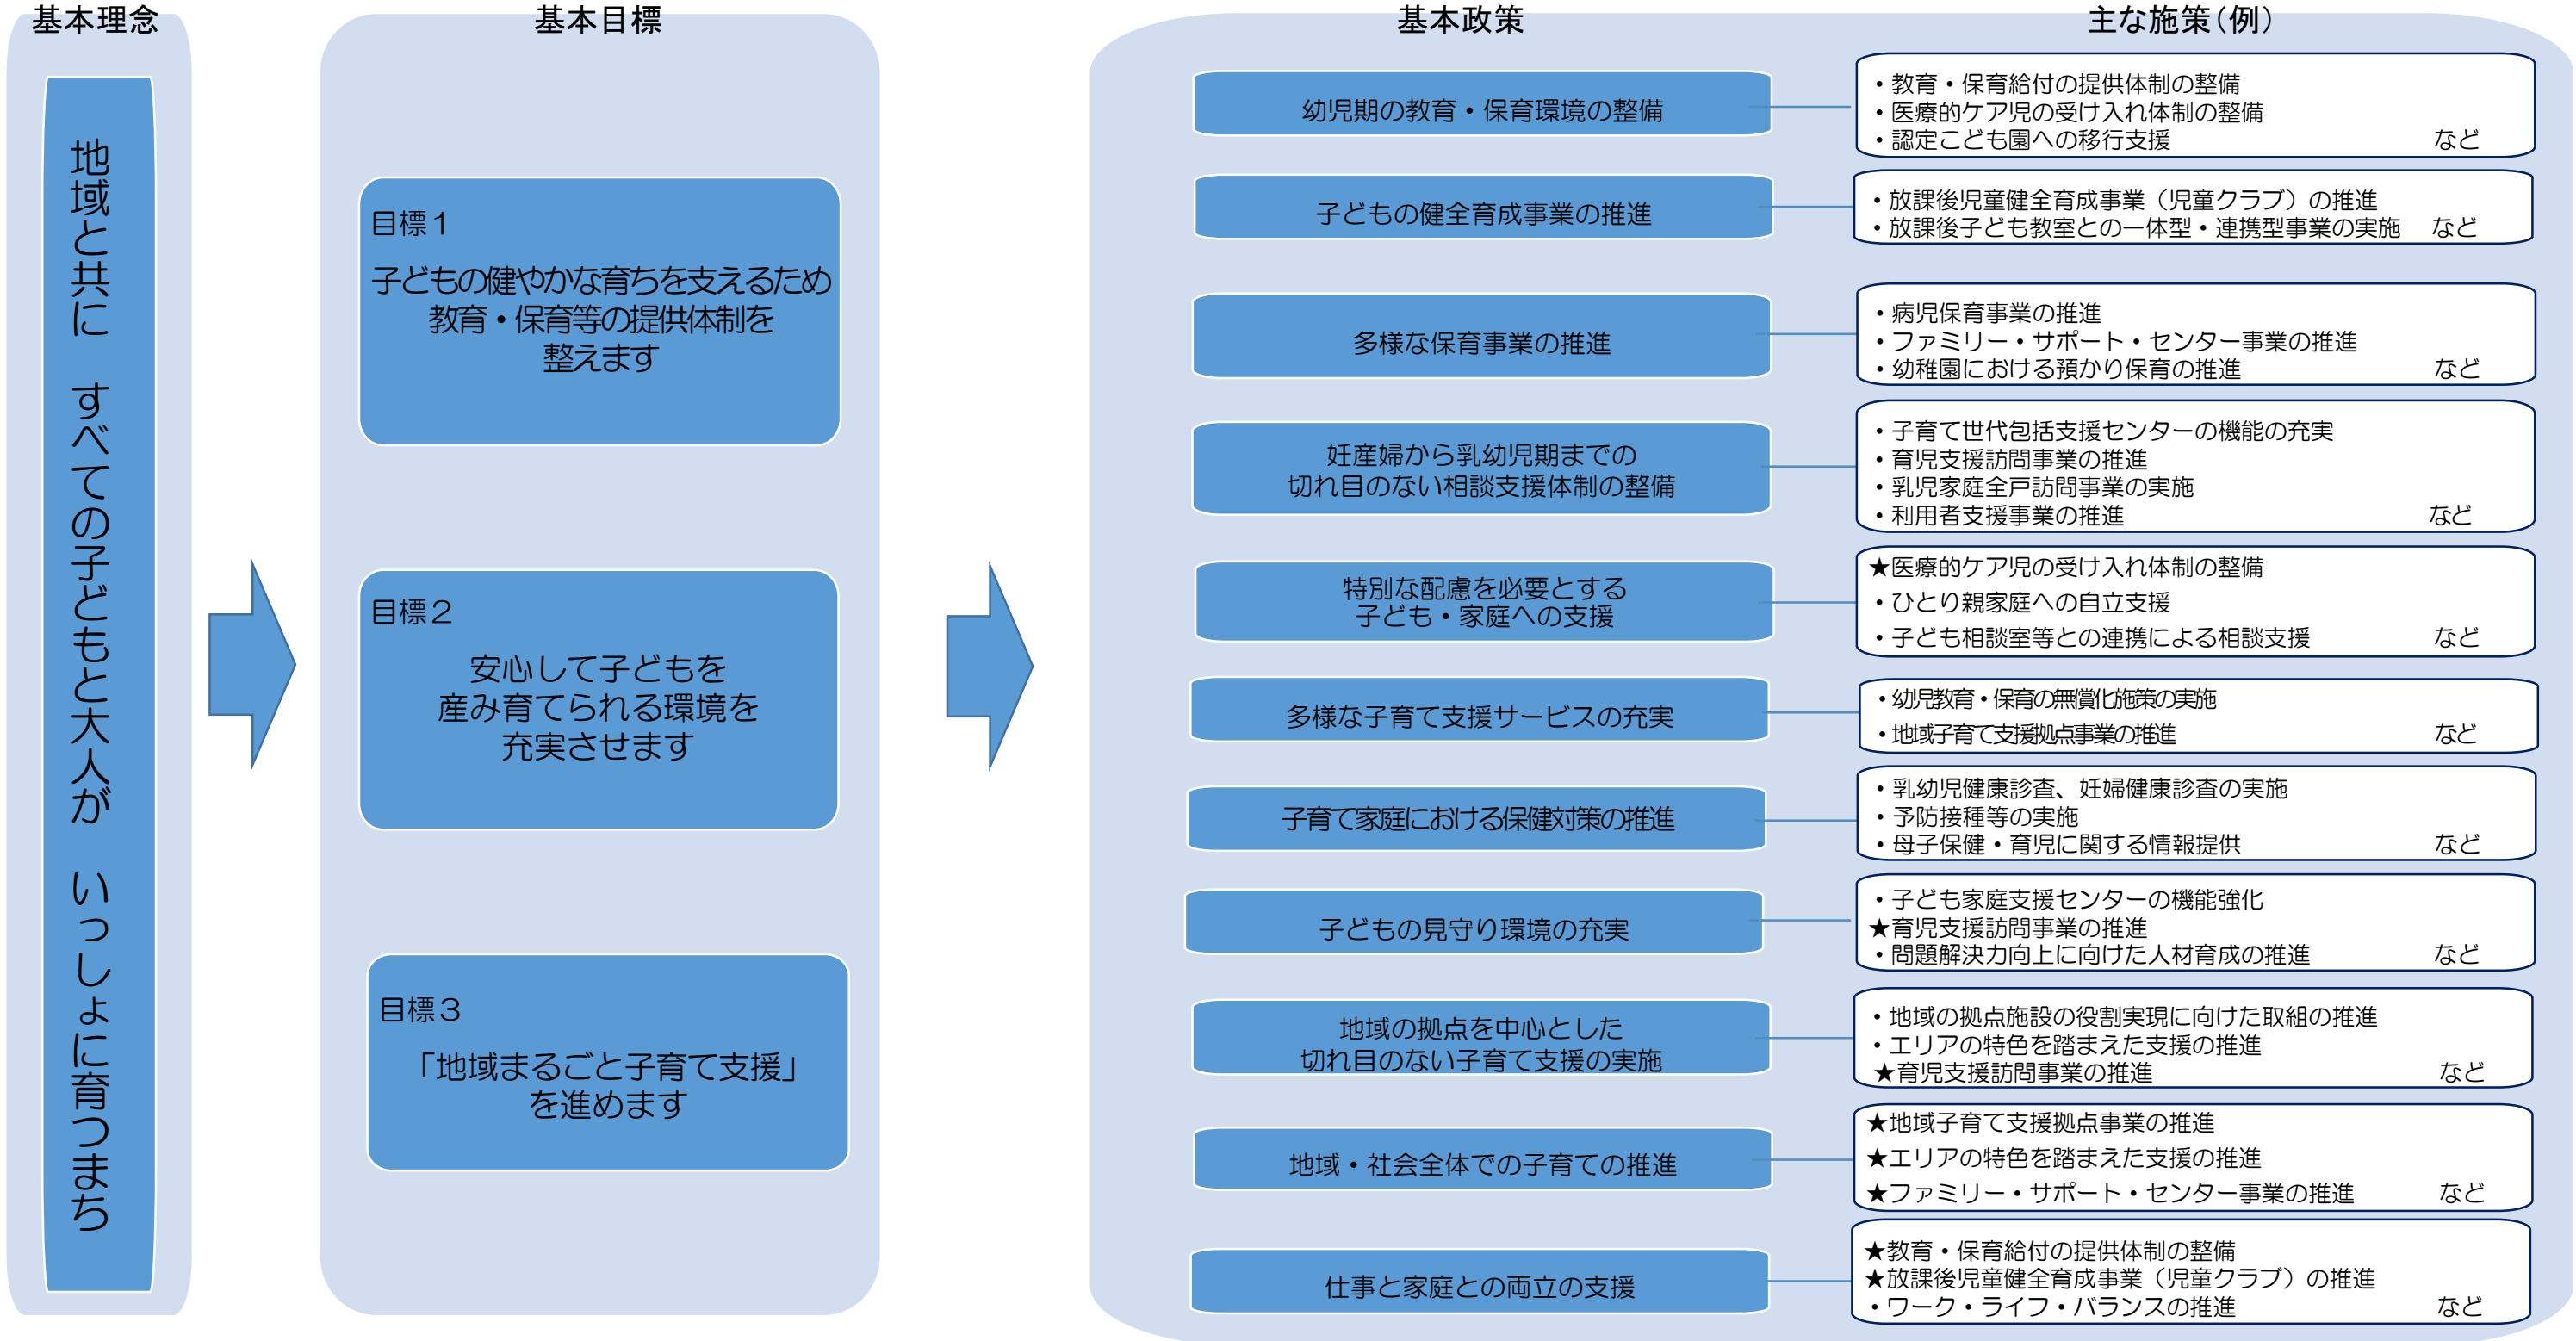 基本理念
地域と共に　すべての子どもと大人が　いっしょに育つまち
基本目標
目標１
子どもの健やかな育ちを支えるため
教育・保育等の提供体制を
整えます
目標２
安心して子どもを
産み育てられる環境を
充実させます
目標３
「地域まるごと子育て支援」
を進めます
基本政策
主な施策（例）
幼児期の教育・保育環境の整備
・教育・保育給付の提供体制の整備
・医療的ケア児の受け入れ体制の整備
・認定こども園への移行支援　など
子どもの健全育成事業の推進
・放課後児童健全育成事業（児童クラブ）の推進
・放課後子ども教室との一体型・連携型事業の実施　など
多様な保育事業の推進
・病児保育事業の推進
・ファミリー・サポート・センター事業の推進
・幼稚園における預かり保育の推進　など
妊産婦から乳幼児期までの
切れ目のない相談支援体制の整備
・子育て世代包括支援センターの機能の充実
・育児支援訪問事業の推進
・乳児家庭全戸訪問事業の実施
・利用者支援事業の推進　など
特別な配慮を必要とする
子ども・家庭への支援
★医療的ケア児の受け入れ体制の整備
・ひとり親家庭への自立支援
・子ども相談室等との連携による相談支援　など
多様な子育て支援サービスの充実
・幼児教育・保育の無償化施策の実施
・地域子育て支援拠点事業の推進　など
子育て家庭における保健対策の推進
・乳幼児健康診査、妊婦健康診査の実施
・予防接種等の実施
・母子保健・育児に関する情報提供　など
子どもの見守り環境の充実
・子ども家庭支援センターの機能強化
★育児支援訪問事業の推進
・問題解決力向上に向けた人材育成の推進　など
地域の拠点を中心とした
切れ目のない子育て支援の実施
・地域の拠点施設の役割実現に向けた取組の推進
・エリアの特色を踏まえた支援の推進
★育児支援訪問事業の推進　など
地域・社会全体での子育ての推進
★地域子育て支援拠点事業の推進
★エリアの特色を踏まえた支援の推進
★ファミリー・サポート・センター事業の推進　など
仕事と家庭との両立の支援
★教育・保育給付の提供体制の整備
★放課後児童健全育成事業（児童クラブ）の推進
・ワーク・ライフ・バランスの推進　など